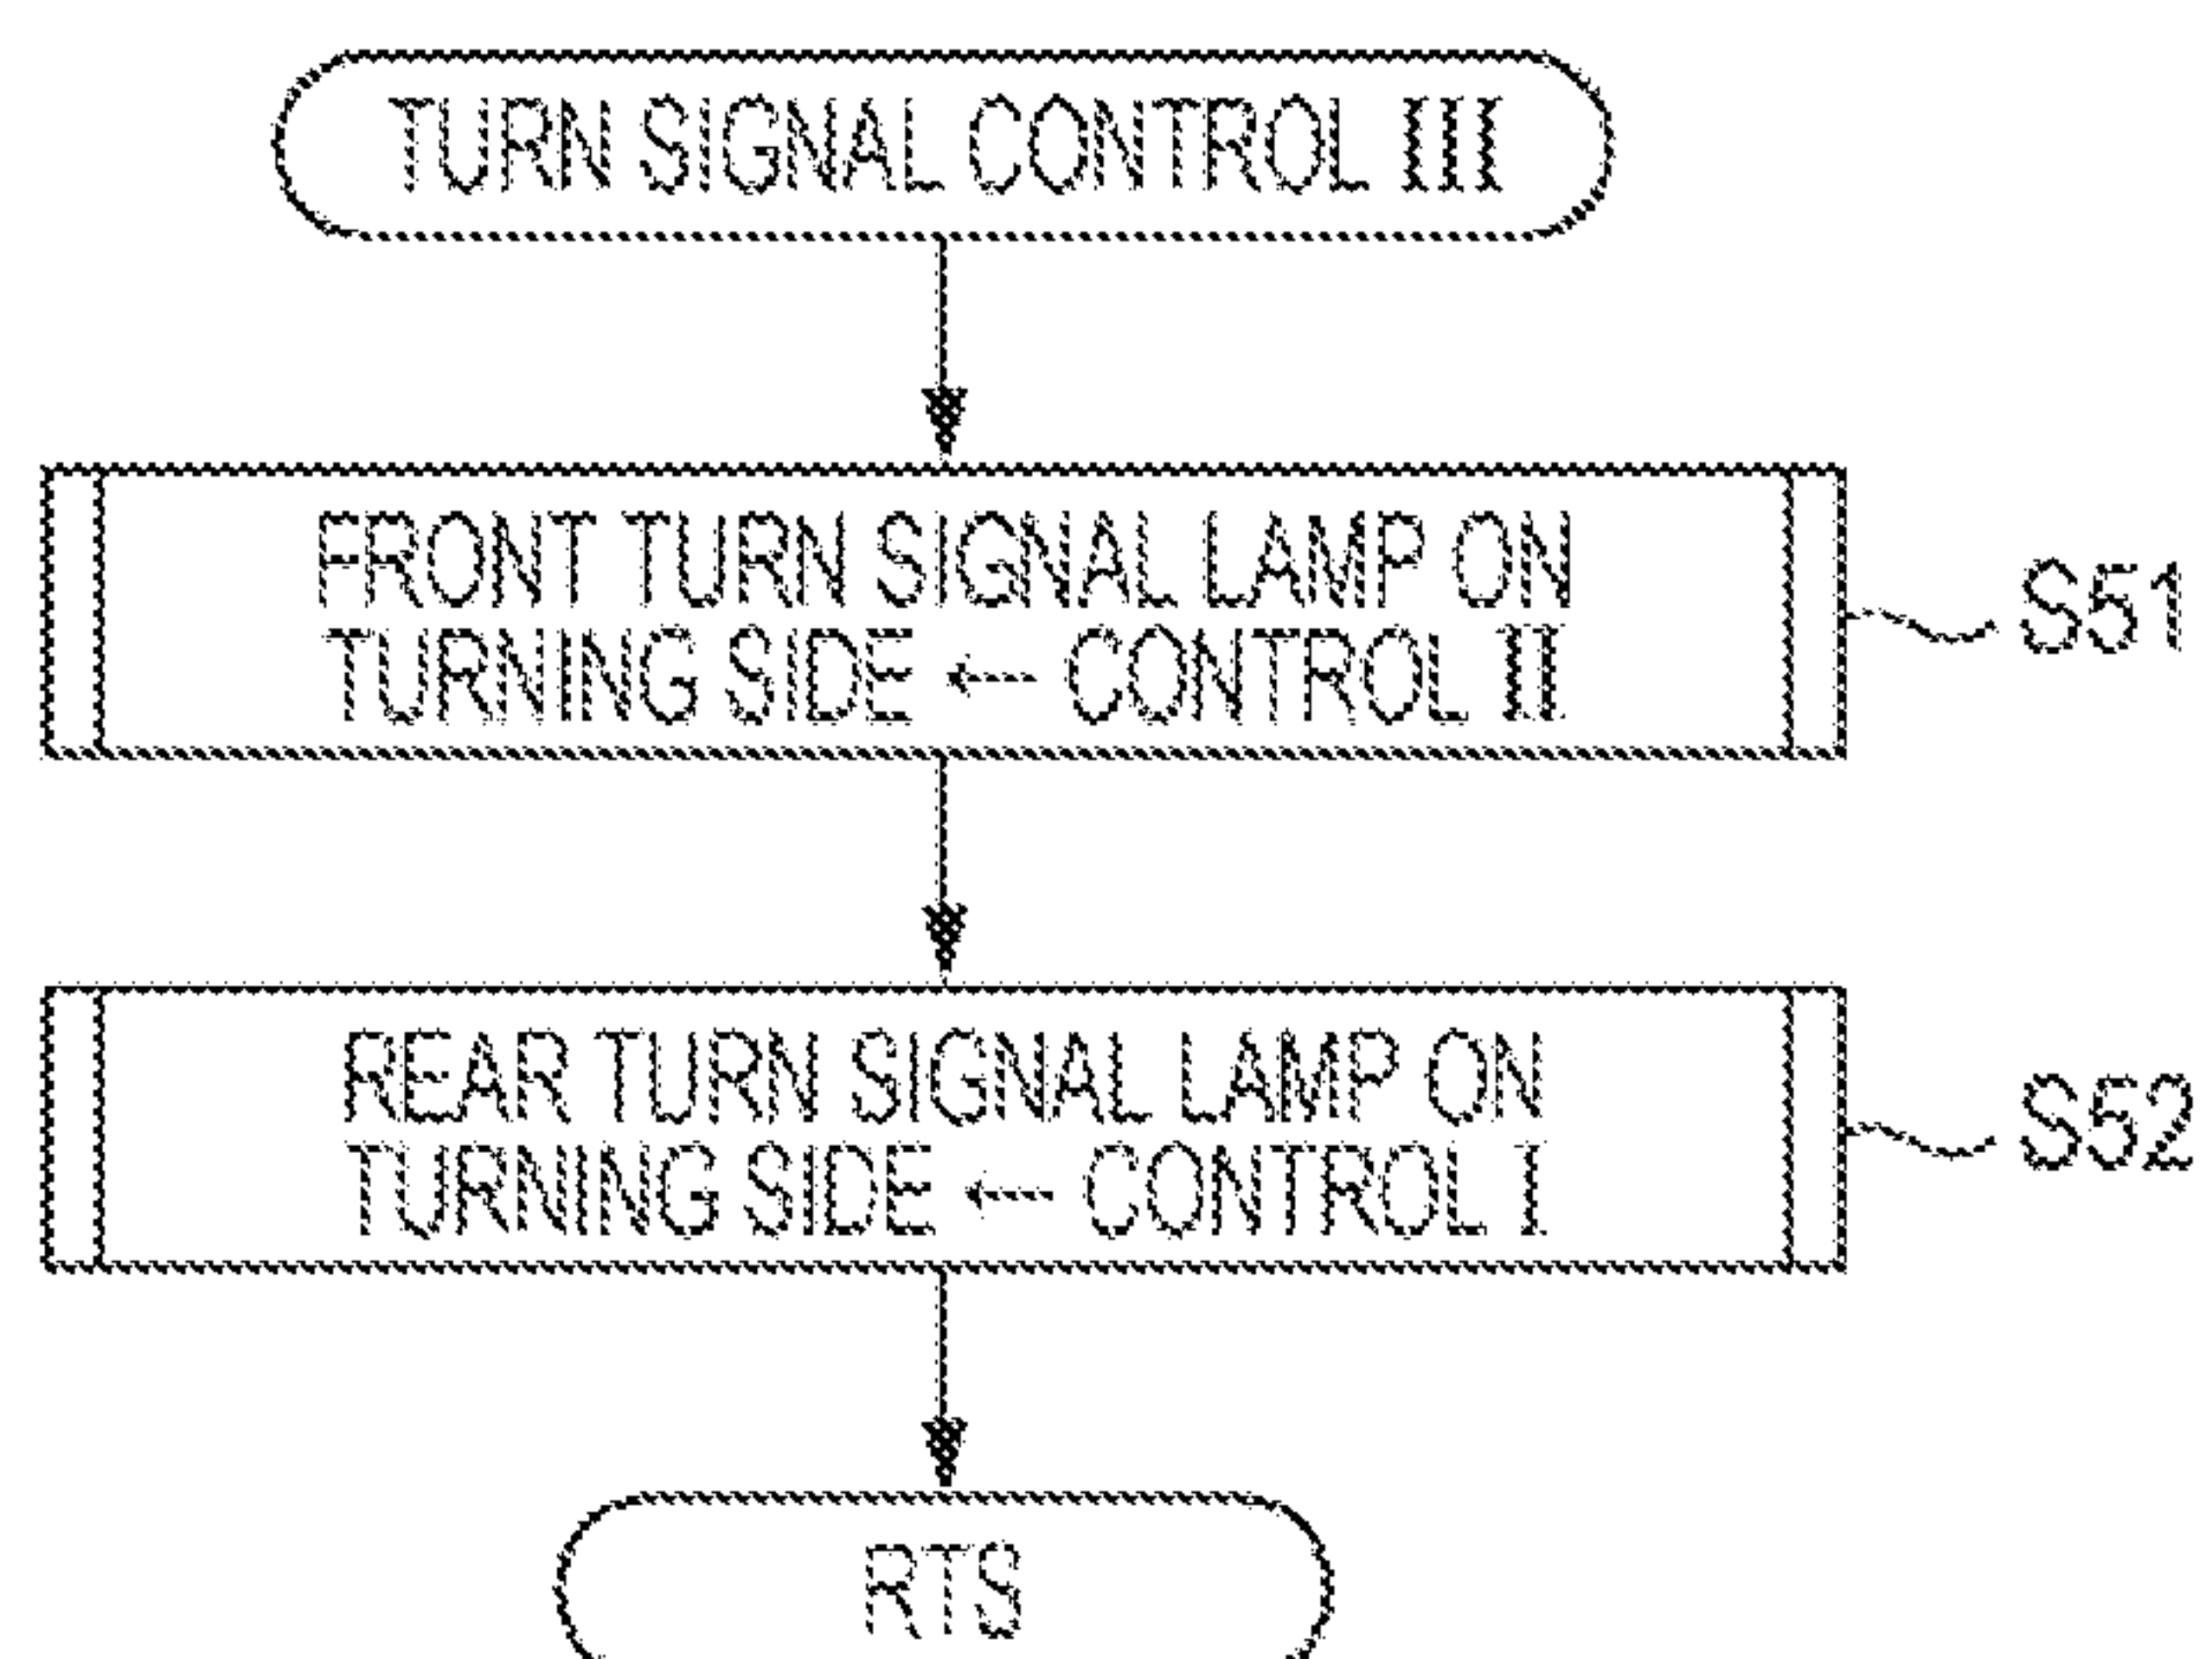 TURN SIGNAL CONTROL III
FRONT TURN SIGNAL LAMP ON
TURNING SIDE ← CONTROL II
S51
REAR TURN SIGNAL LAMP ON
TURNING SIDE ← CONTROL I
S52
RTS